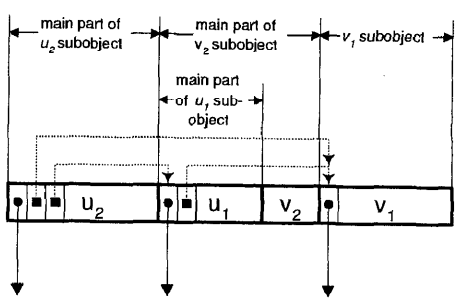 main part of
u₂ subobject
main part of
v₂ subobject
v₁ subobject
main part
of u₁ sub-
object
u₂
u₁
v₂
v₁